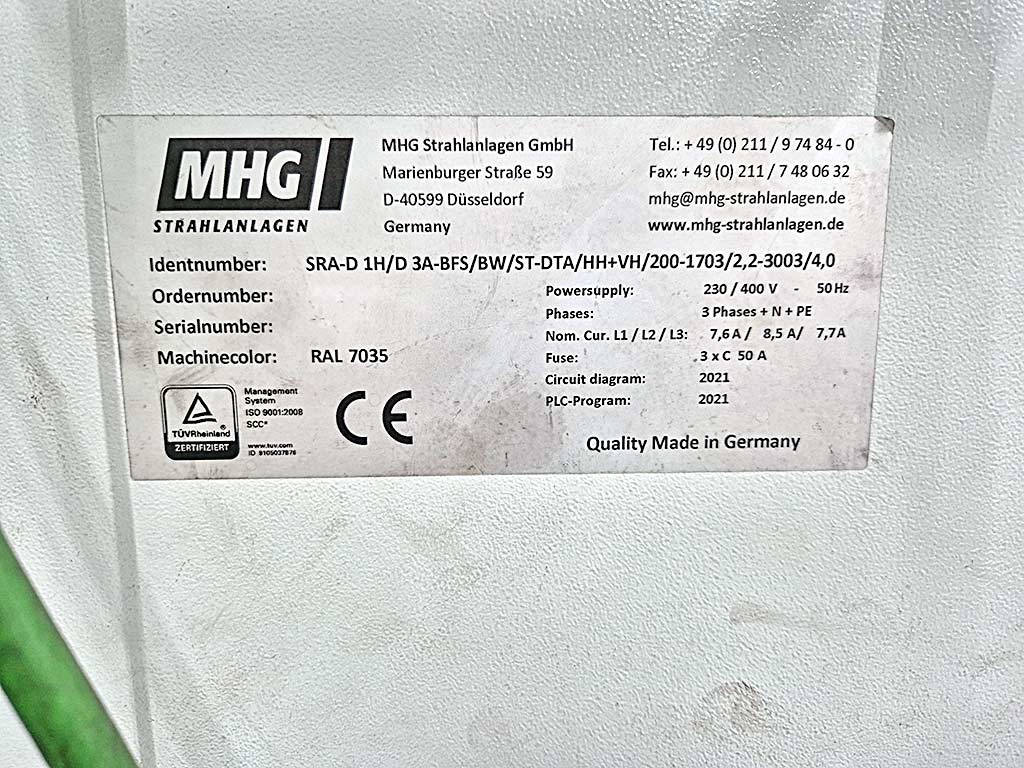 MHG
STRAHLANLAGEN
MHG Strahlanlagen GmbH
Marienburger Straße 59
D-40599 Düsseldorf
Germany
Tel.: + 49 (0) 211 / 9 74 84 - 0
Fax: + 49 (0) 211 / 7 48 06 32
mhg@mhg-strahlanlagen.de
www.mhg-strahlanlagen.de
Identnumber: SRA-D 1H/D 3A-BFS/BW/ST-DTA/HH+VH/200-1703/2,2-3003/4,0
Ordernumber:
Serialnumber:
Machinecolor: RAL 7035
Powersupply: 230 / 400 V - 50 Hz
Phases: 3 Phases + N + PE
Nom. Cur. L1 / L2 / L3: 7,6 A / 8,5 A / 7,7 A
Fuse: 3 x C 50 A
Circuit diagram: 2021
PLC-Program: 2021
TÜVRheinland®
ZERTIFIZIERT
Management
System
ISO 9001:2008
SCC*
www.tuv.com
ID 9105037876
CE
Quality Made in Germany